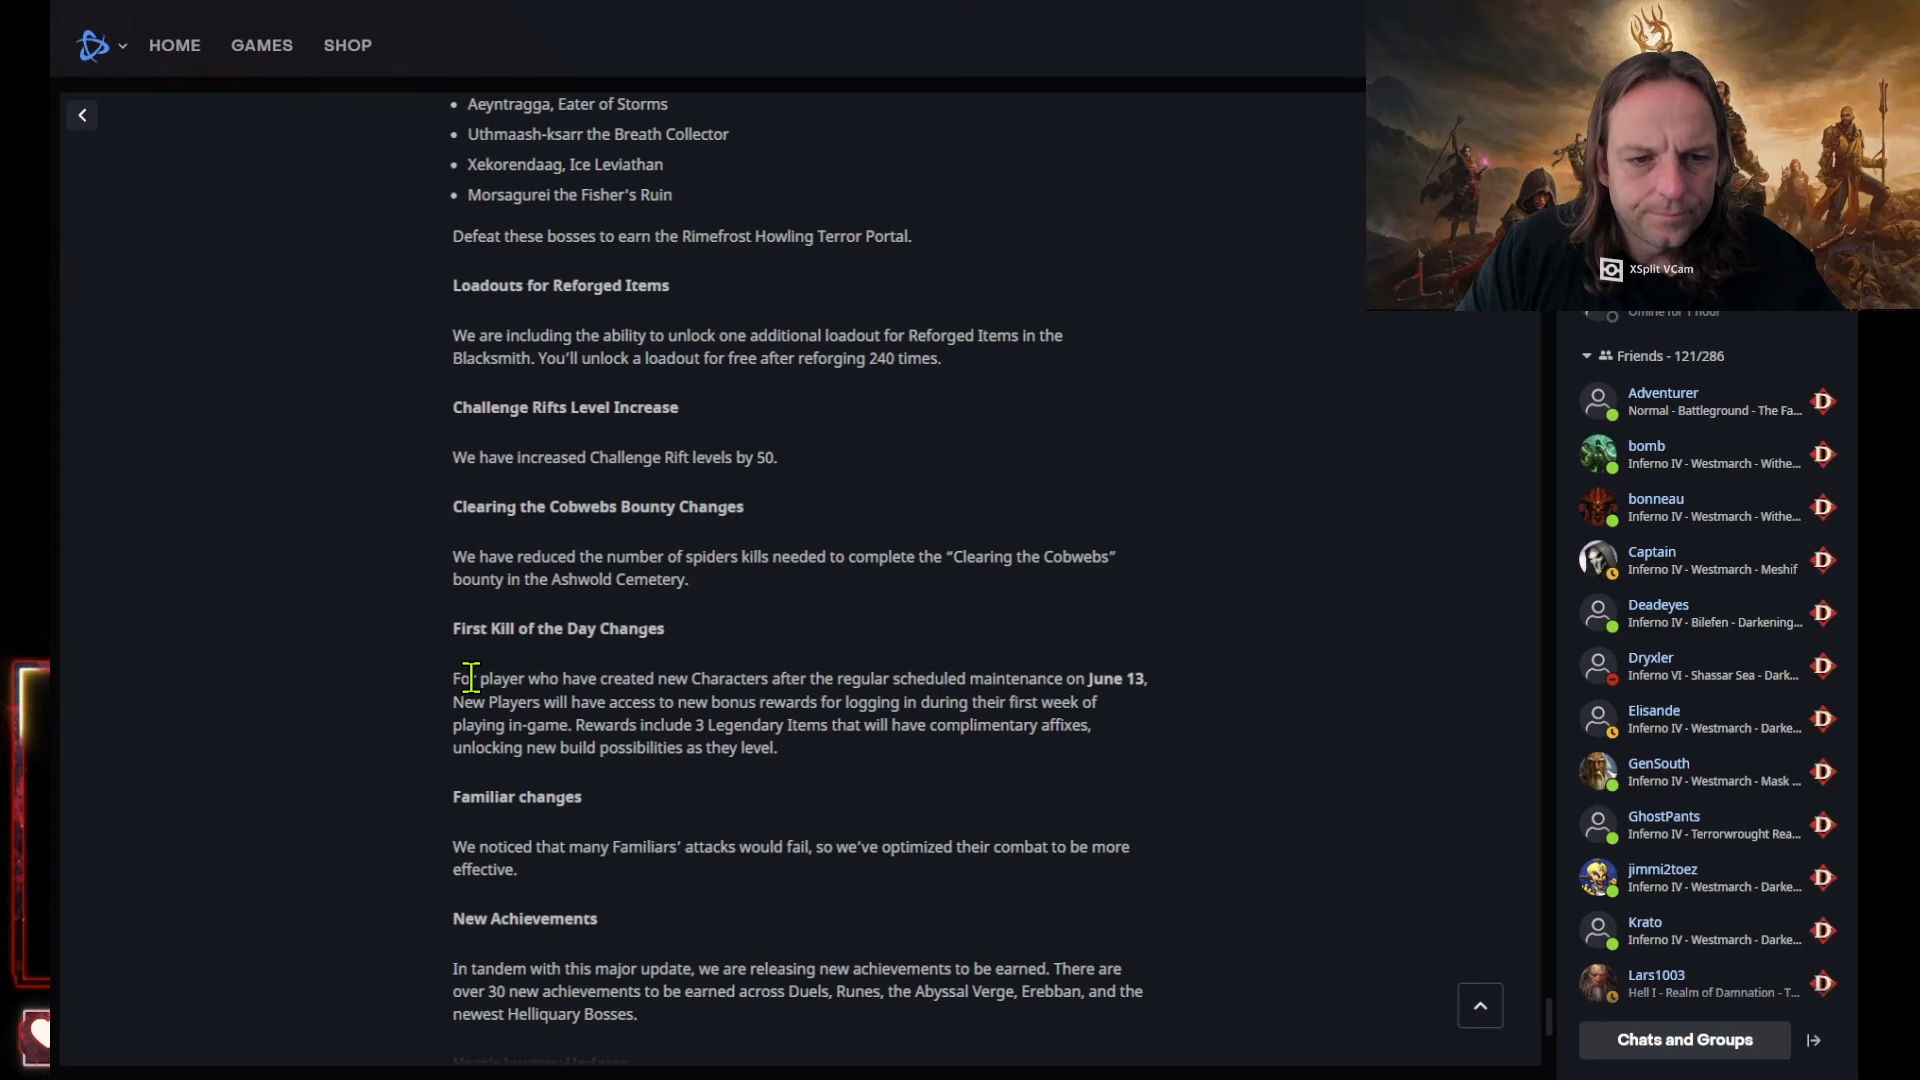 HOME GAMES SHOP
Aeyntragga, Eater of Storms
Uthmaash-ksarr the Breath Collector
Xekorendaag, Ice Leviathan
Morsagurei the Fisher's Ruin
Defeat these bosses to earn the Rimefrost Howling Terror Portal.
Loadouts for Reforged Items
We are including the ability to unlock one additional loadout for Reforged Items in the
Blacksmith. You’ll unlock a loadout for free after reforging 240 times.
Challenge Rifts Level Increase
We have increased Challenge Rift levels by 50.
Clearing the Cobwebs Bounty Changes
We have reduced the number of spiders kills needed to complete the “Clearing the Cobwebs”
bounty in the Ashwold Cemetery.
First Kill of the Day Changes
For player who have created new Characters after the regular scheduled maintenance on June 13,
New Players will have access to new bonus rewards for logging in during their first week of
playing in-game. Rewards include 3 Legendary Items that will have complimentary affixes,
unlocking new build possibilities as they level.
Familiar changes
We noticed that many Familiars’ attacks would fail, so we’ve optimized their combat to be more
effective.
New Achievements
In tandem with this major update, we are releasing new achievements to be earned. There are
over 30 new achievements to be earned across Duels, Runes, the Abyssal Verge, Erebban, and the
newest Helliquary Bosses.
XSplit VCam
Offline for 1 hour
Friends - 121/286
Adventurer
Normal - Battleground - The Fa...
bomb
Inferno IV - Westmarch - Withe...
bonneau
Inferno IV - Westmarch - Withe...
Captain
Inferno IV - Westmarch - Meshif
Deadeyes
Inferno IV - Bilefen - Darkening...
Dryxler
Inferno VI - Shassar Sea - Dark...
Elisande
Inferno IV - Westmarch - Darke...
GenSouth
Inferno IV - Westmarch - Mask ...
GhostPants
Inferno IV - Terrorwrought Rea...
jimmi2toez
Inferno IV - Westmarch - Darke...
Krato
Inferno IV - Westmarch - Darke...
Lars1003
Hell I - Realm of Damnation - T...
Chats and Groups